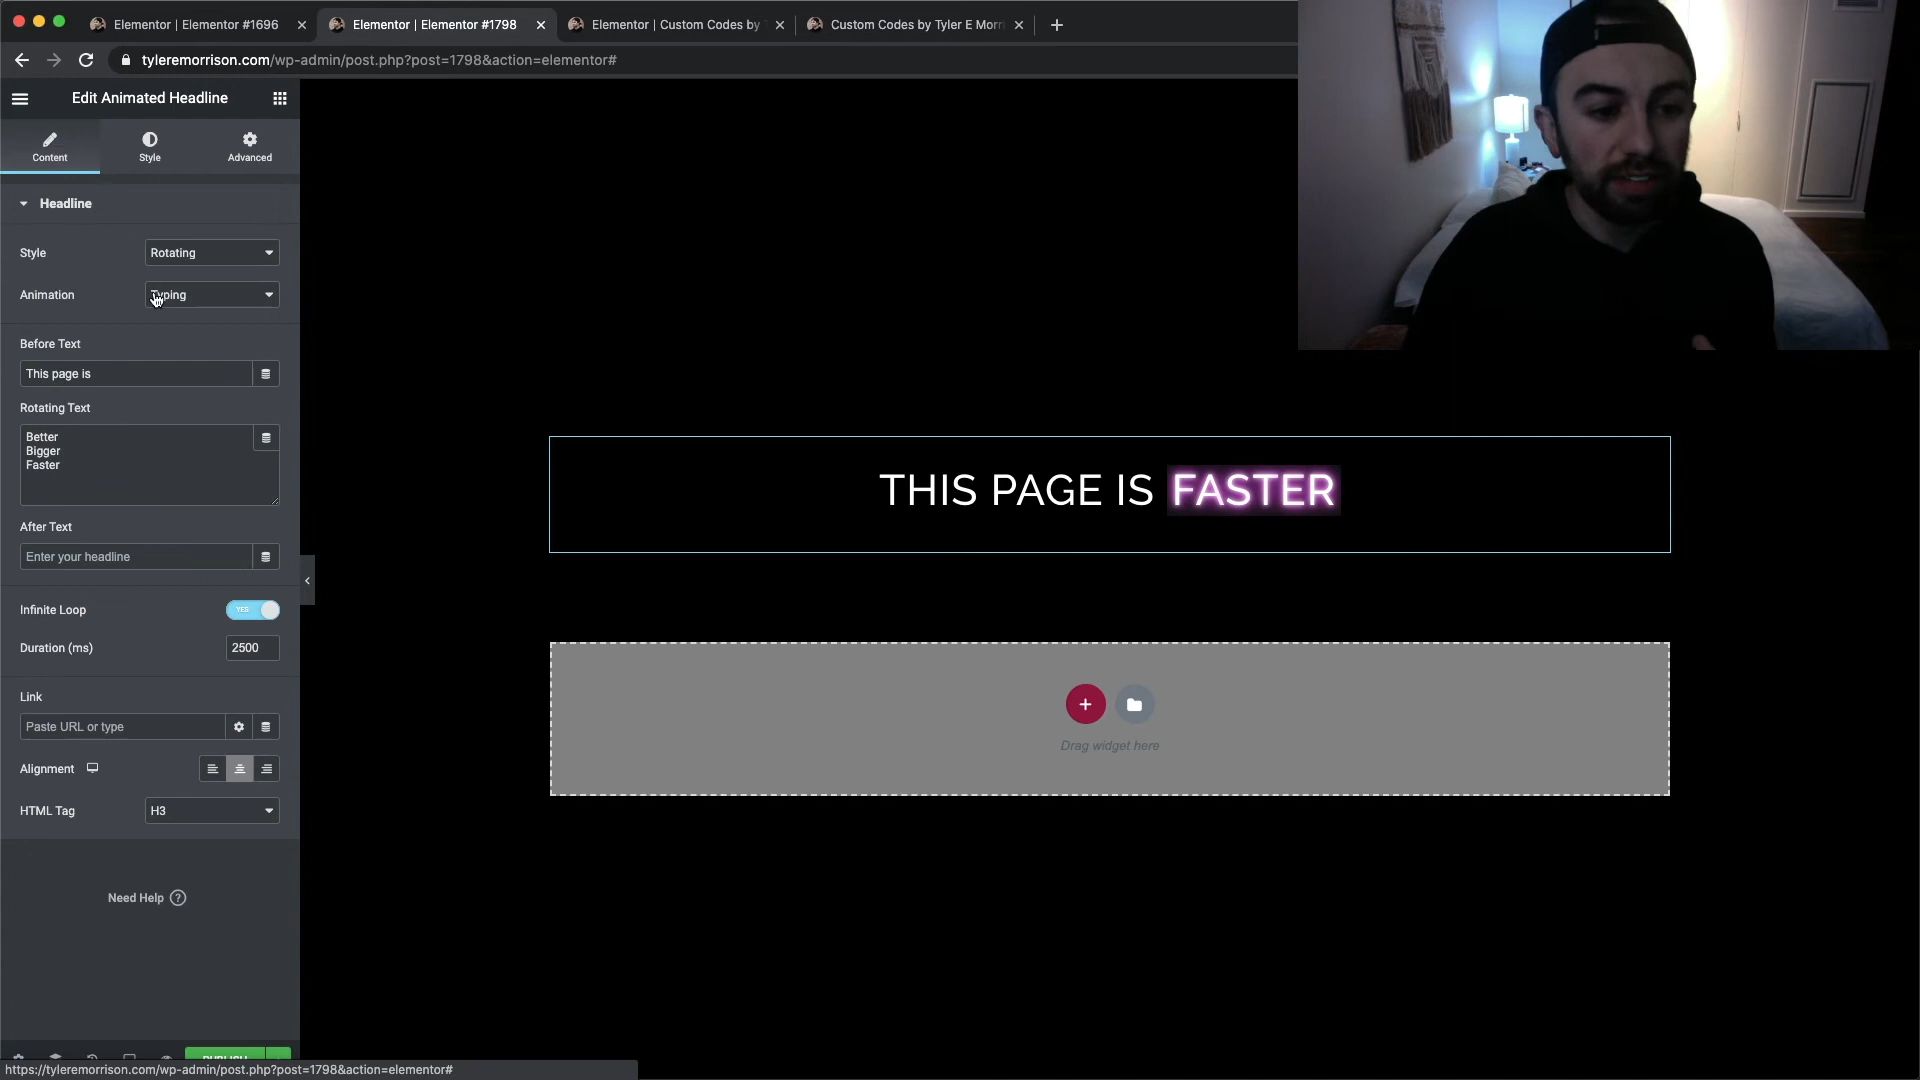 Elementor | Elementor #1696
Elementor | Elementor #1798
Elementor | Custom Codes by
Custom Codes by Tyler E Morr
tyleremorrison.com/wp-admin/post.php?post=1798&action=elementor#
Edit Animated Headline
Content
Style
Advanced
Headline
Style
Rotating
Animation
Typing
Before Text
This page is
Rotating Text
Better
Bigger
Faster
After Text
Enter your headline
Infinite Loop
YES
Duration (ms)
2500
Link
Paste URL or type
Alignment
HTML Tag
H3
Need Help
PUBLISH
https://tyleremorrison.com/wp-admin/post.php?post=1798&action=elementor#
THIS PAGE IS FASTER
Drag widget here